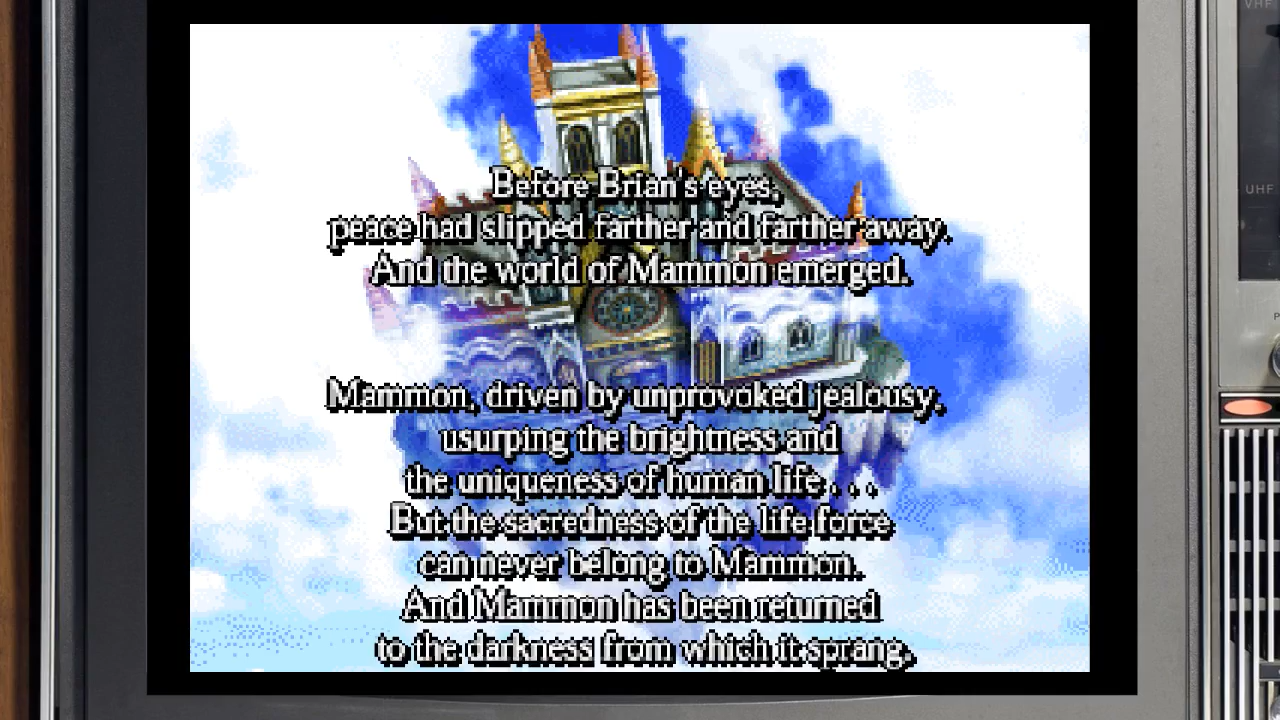 VHF
UHF
Before Brian's eyes,
peace had slipped farther and farther away.
And the world of Mammon emerged.
Mammon, driven by unprovoked jealousy,
usurping the brightness and
the uniqueness of human life, . . .
But the sacredness of the life force
can never belong to Mammon.
And Mammon has been returned
to the darkness from which it sprang.